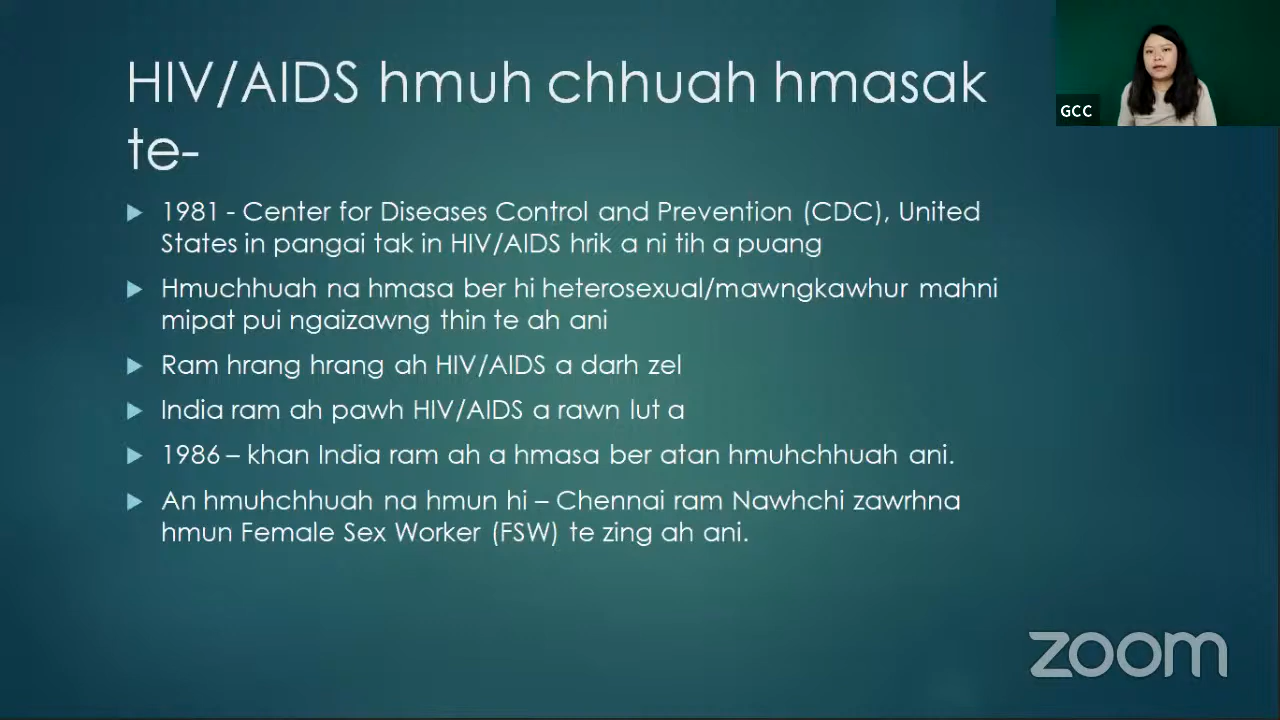 HIV/AIDS hmuh chhuah hmasak
te-
1981 - Center for Diseases Control and Prevention (CDC), United
States in pangai tak in HIV/AIDS hrik a ni tih a puang
Hmuchhuah na hmasa ber hi heterosexual/mawngkawhur mahni
mipat pui ngaizawng thin te ah ani
Ram hrang hrang ah HIV/AIDS a darh zel
India ram ah pawh HIV/AIDS a rawn lut a
1986 – khan India ram ah a hmasa ber atan hmuhchhuah ani.
An hmuhchhuah na hmun hi – Chennai ram Nawhchi zawrhna
hmun Female Sex Worker (FSW) te zing ah ani.
GCC
zoom